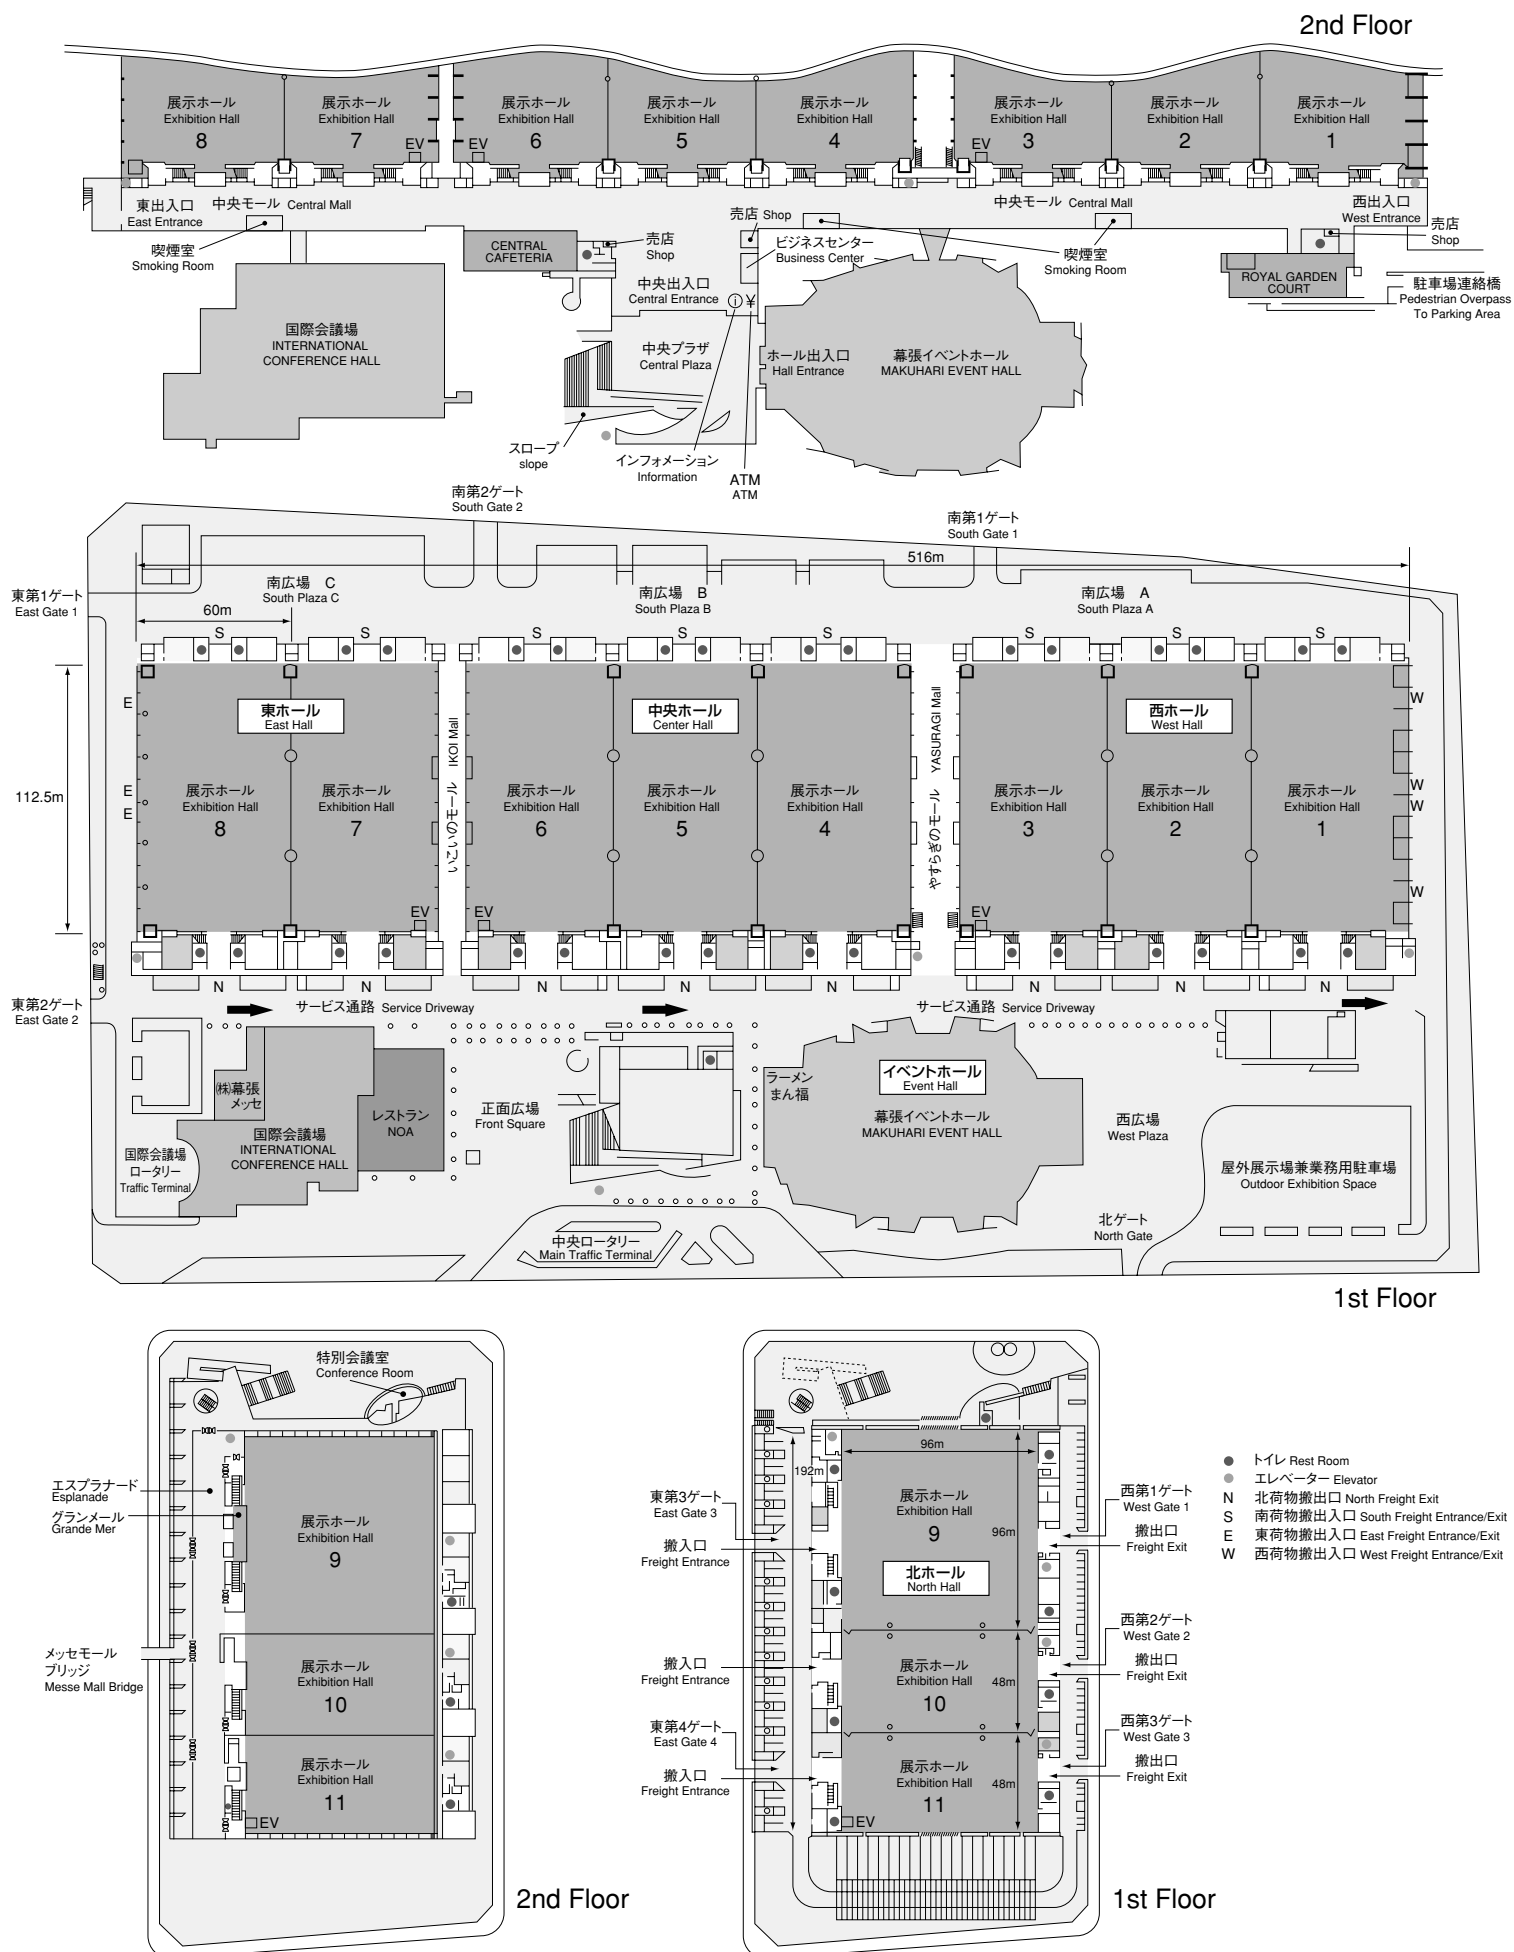 2nd Floor
展示ホール
Exhibition Hall
8
展示ホール
Exhibition Hall
7
EV
展示ホール
Exhibition Hall
6
EV
展示ホール
Exhibition Hall
5
展示ホール
Exhibition Hall
4
展示ホール
Exhibition Hall
3
EV
展示ホール
Exhibition Hall
2
展示ホール
Exhibition Hall
1
東出入口
East Entrance
中央モール Central Mall
中央モール Central Mall
西出入口
West Entrance
喫煙室
Smoking Room
CENTRAL
CAFETERIA
売店
Shop
売店 Shop
ビジネスセンター
Business Center
喫煙室
Smoking Room
売店
Shop
ROYAL GARDEN
COURT
駐車場連絡橋
Pedestrian Overpass
To Parking Area
中央出入口
Central Entrance
i
¥
国際会議場
INTERNATIONAL
CONFERENCE HALL
中央プラザ
Central Plaza
ホール出入口
Hall Entrance
幕張イベントホール
MAKUHARI EVENT HALL
スロープ
slope
インフォメーション
Information
ATM
ATM
南第2ゲート
South Gate 2
南第1ゲート
South Gate 1
516m
東第1ゲート
East Gate 1
南広場 C
South Plaza C
南広場 B
South Plaza B
南広場 A
South Plaza A
60m
S
S
S
S
S
S
S
S
東ホール
East Hall
中央ホール
Center Hall
西ホール
West Hall
E
E
E
W
W
W
W
112.5m
展示ホール
Exhibition Hall
8
展示ホール
Exhibition Hall
7
いこいのモール IKOI Mall
展示ホール
Exhibition Hall
6
展示ホール
Exhibition Hall
5
展示ホール
Exhibition Hall
4
やすらぎのモール YASURAGI Mall
展示ホール
Exhibition Hall
3
展示ホール
Exhibition Hall
2
展示ホール
Exhibition Hall
1
EV
EV
EV
N
N
N
N
N
N
N
N
東第2ゲート
East Gate 2
サービス通路 Service Driveway
サービス通路 Service Driveway
㈱幕張
メッセ
レストラン
NOA
正面広場
Front Square
ラーメン
まん福
イベントホール
Event Hall
幕張イベントホール
MAKUHARI EVENT HALL
西広場
West Plaza
国際会議場
INTERNATIONAL
CONFERENCE HALL
国際会議場
ロータリー
Traffic Terminal
屋外展示場兼業務用駐車場
Outdoor Exhibition Space
北ゲート
North Gate
中央ロータリー
Main Traffic Terminal
1st Floor
特別会議室
Conference Room
エスプラナード
Esplanade
グランメール
Grande Mer
展示ホール
Exhibition Hall
9
メッセモール
ブリッジ
Messe Mall Bridge
展示ホール
Exhibition Hall
10
展示ホール
Exhibition Hall
11
EV
2nd Floor
96m
192m
東第3ゲート
East Gate 3
搬入口
Freight Entrance
展示ホール
Exhibition Hall
9
96m
北ホール
North Hall
西第1ゲート
West Gate 1
搬出口
Freight Exit
搬入口
Freight Entrance
展示ホール
Exhibition Hall
10
48m
西第2ゲート
West Gate 2
搬出口
Freight Exit
東第4ゲート
East Gate 4
搬入口
Freight Entrance
展示ホール
Exhibition Hall
11
48m
EV
西第3ゲート
West Gate 3
搬出口
Freight Exit
1st Floor
トイレ Rest Room
エレベーター Elevator
N 北荷物搬出口 North Freight Exit
S 南荷物搬出入口 South Freight Entrance/Exit
E 東荷物搬出入口 East Freight Entrance/Exit
W 西荷物搬出入口 West Freight Entrance/Exit